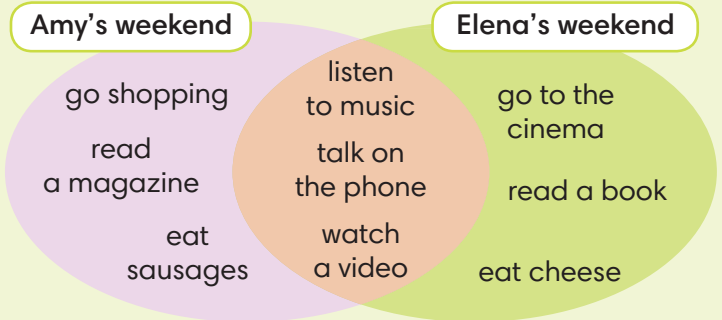 Amy's weekend
Elena's weekend
go shopping
read
a magazine
eat
sausages
listen
to music
talk on
the phone
watch
a video
go to the
cinema
read a book
eat cheese